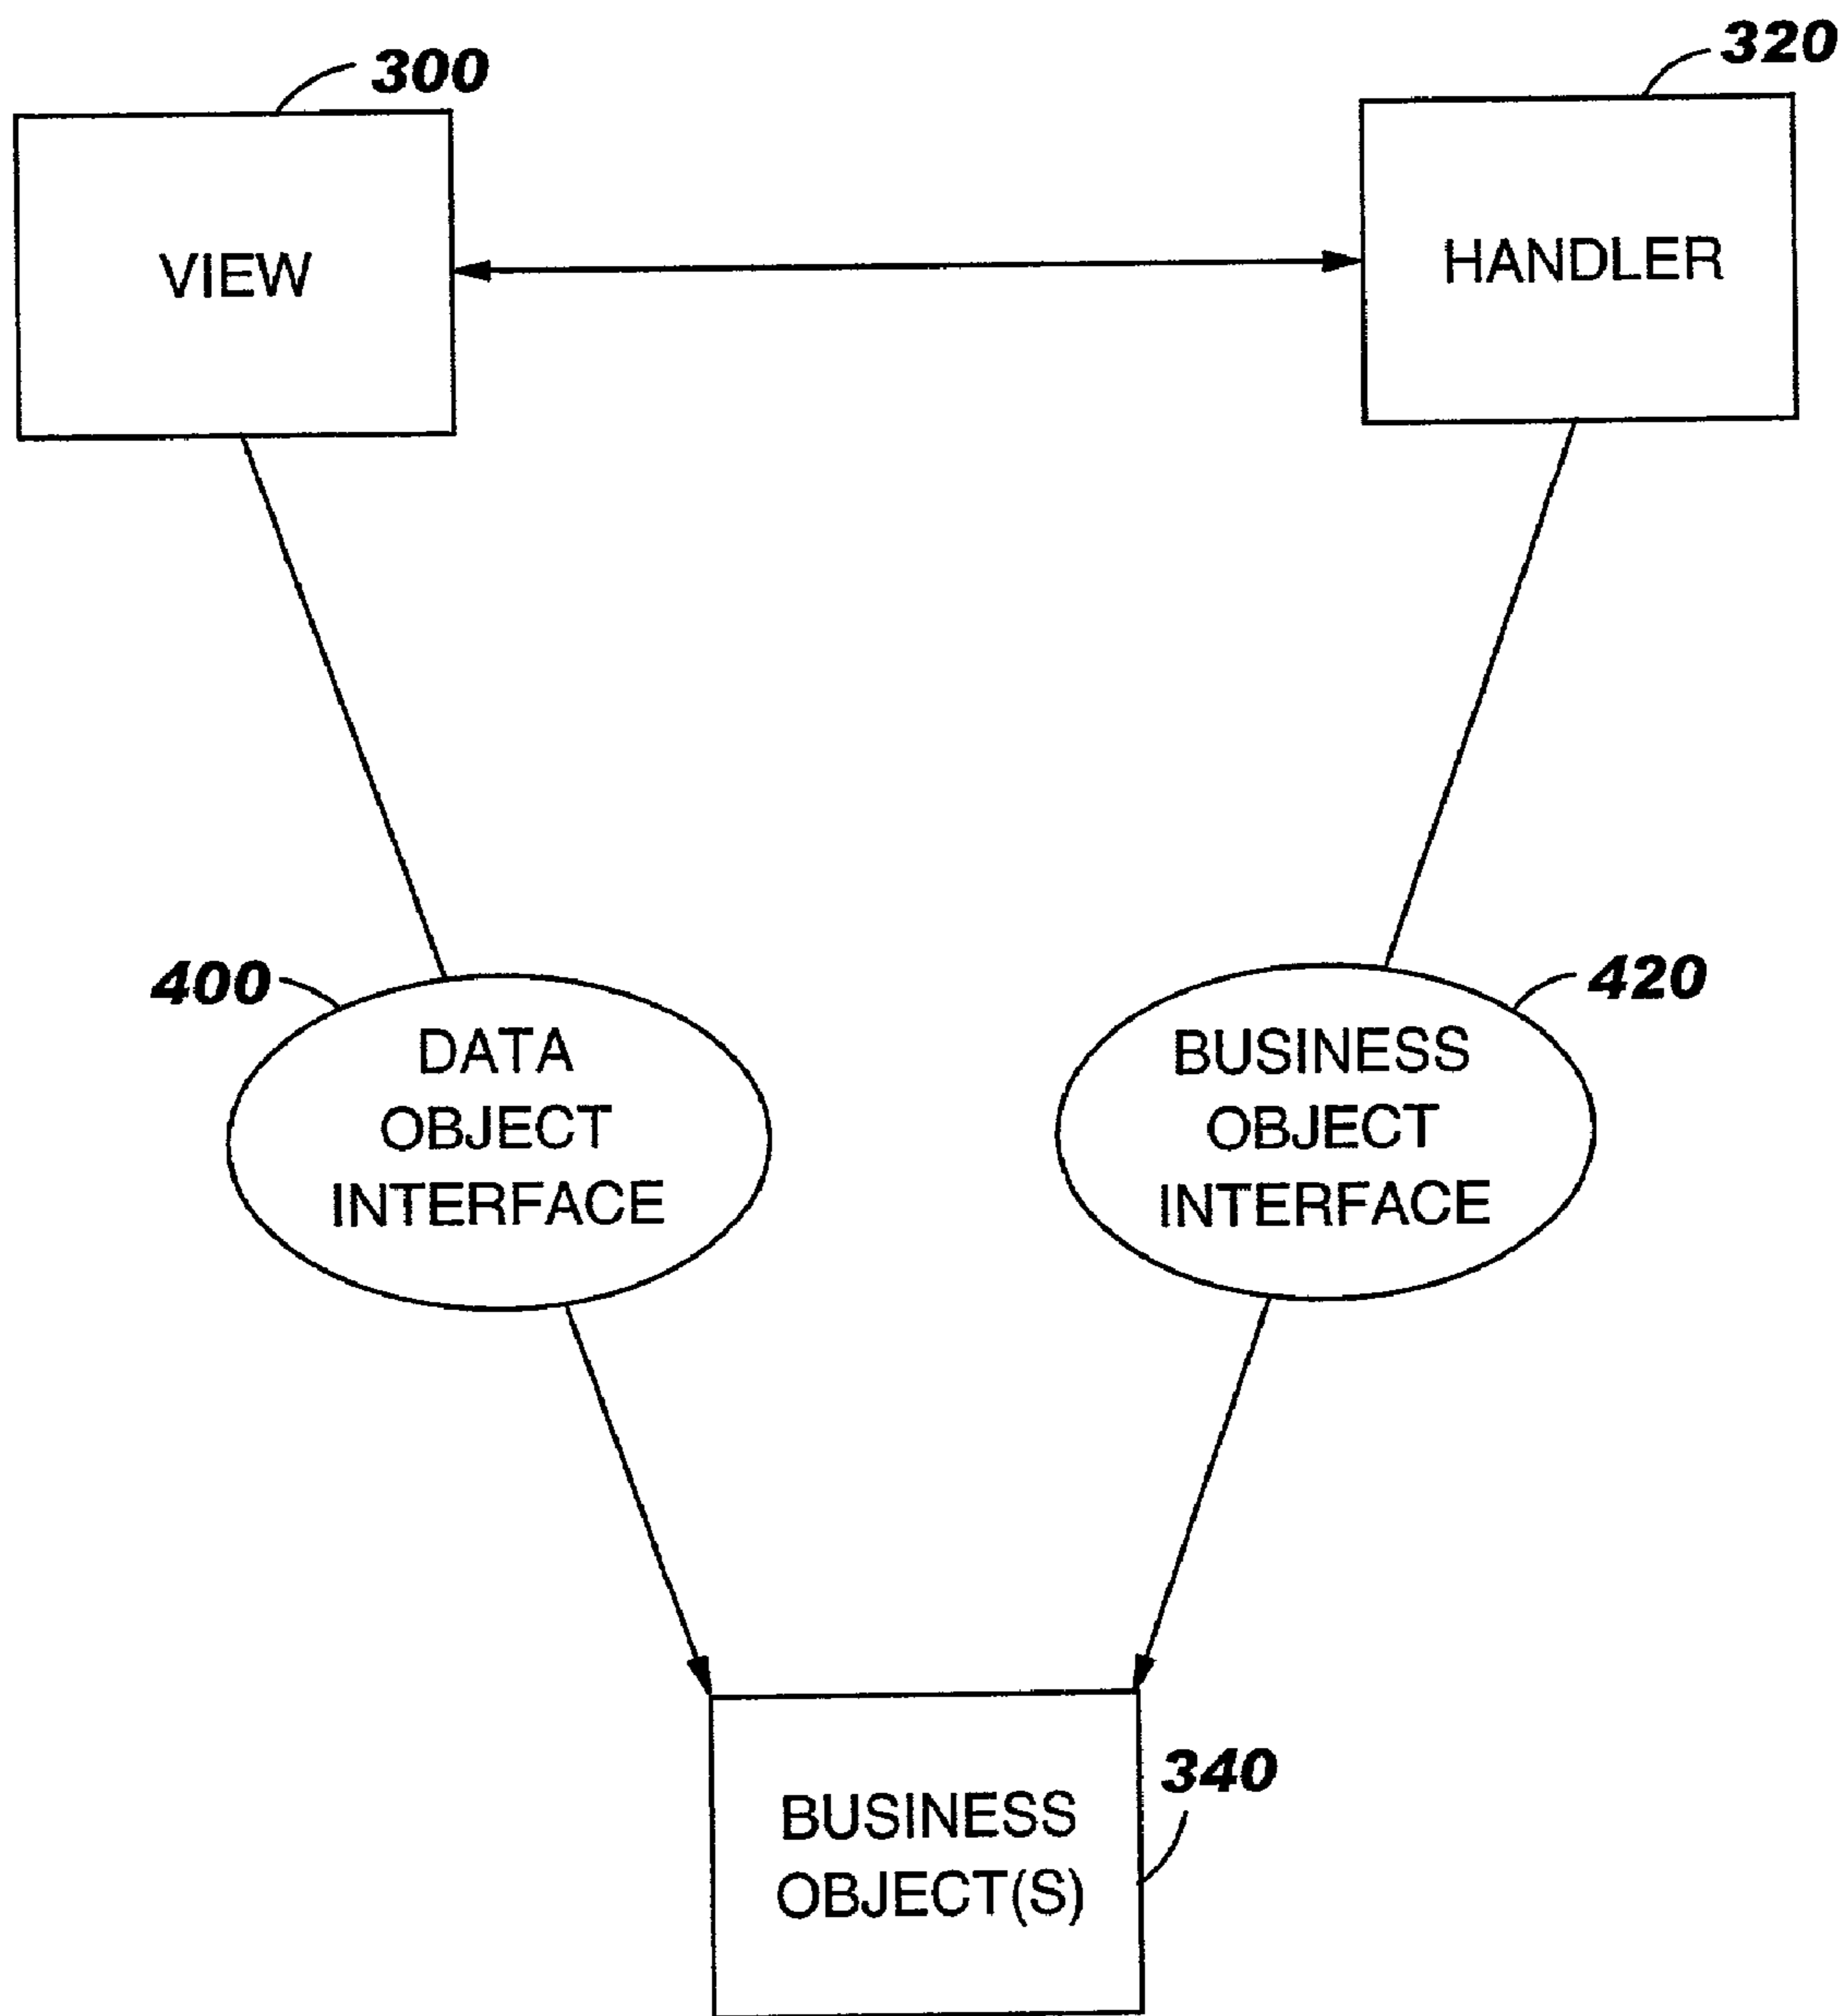 300
320
VIEW
HANDLER
400
420
DATA
OBJECT
INTERFACE
BUSINESS
OBJECT
INTERFACE
340
BUSINESS
OBJECT(S)